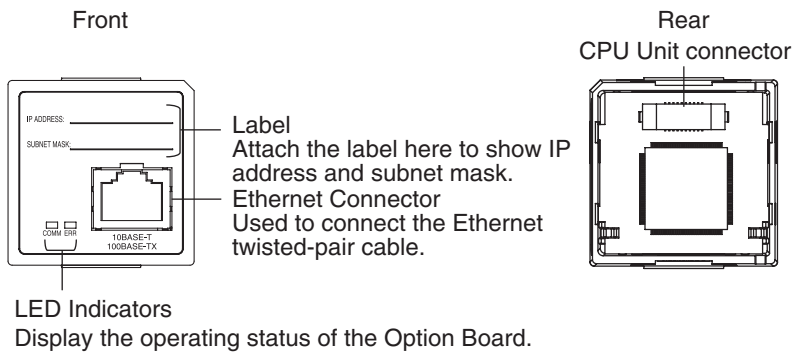 Front
Rear
CPU Unit connector
IP ADDRESS:
SUBNET MASK:
Label
Attach the label here to show IP
address and subnet mask.
Ethernet Connector
Used to connect the Ethernet
twisted-pair cable.
COMM ERR
10BASE-T
100BASE-TX
LED Indicators
Display the operating status of the Option Board.